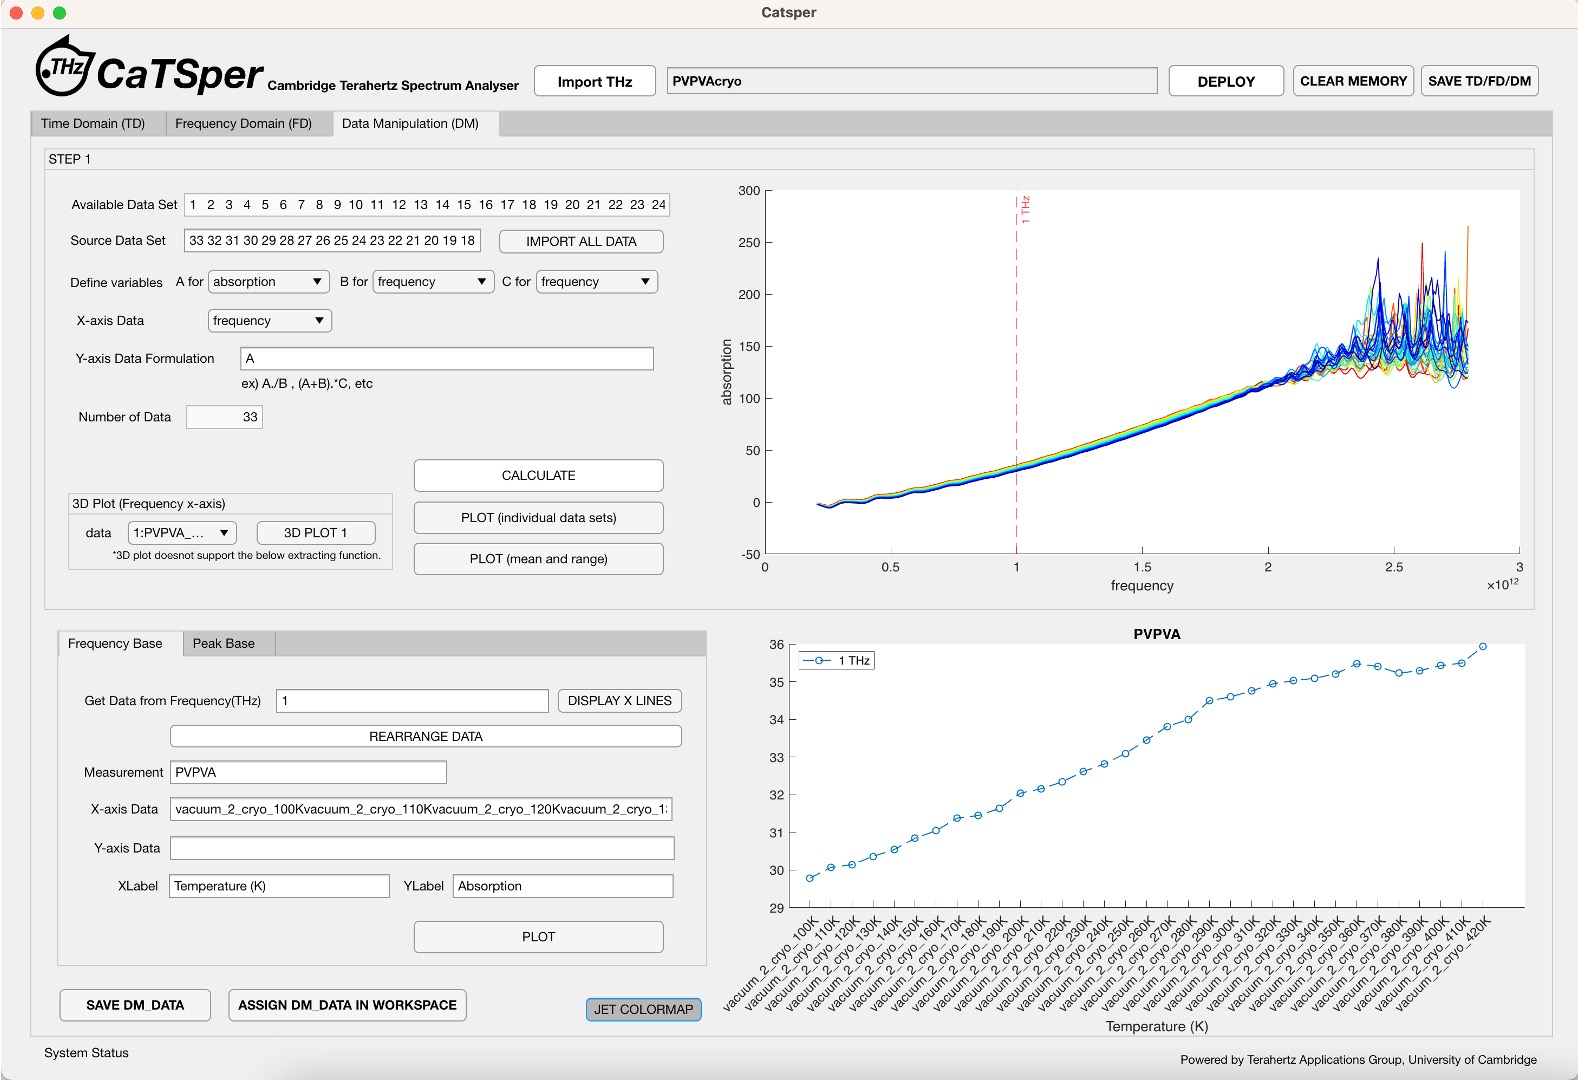 Catsper
THz CaTSper Cambridge Terahertz Spectrum Analyser
Import THz PVPVAcryo DEPLOY CLEAR MEMORY SAVE TD/FD/DM
Time Domain (TD) Frequency Domain (FD) Data Manipulation (DM)
STEP 1
Available Data Set 1 2 3 4 5 6 7 8 9 10 11 12 13 14 15 16 17 18 19 20 21 22 23 24
Source Data Set 33 32 31 30 29 28 27 26 25 24 23 22 21 20 19 18 IMPORT ALL DATA
Define variables A for absorption B for frequency C for frequency
X-axis Data frequency
Y-axis Data Formulation A
ex) A./B , (A+B).*C, etc
Number of Data 33
CALCULATE
PLOT (individual data sets)
PLOT (mean and range)
3D Plot (Frequency x-axis)
data 1:PVPVA_... 3D PLOT 1
*3D plot doesnot support the below extracting function.
300
250
200
150
100
50
0
-50
absorption
1 THz
0 0.5 1 1.5 2 2.5 3
frequency
×10¹²
Frequency Base Peak Base
Get Data from Frequency(THz) 1 DISPLAY X LINES
REARRANGE DATA
Measurement PVPVA
X-axis Data vacuum_2_cryo_100Kvacuum_2_cryo_110Kvacuum_2_cryo_120Kvacuum_2_cryo_1
Y-axis Data
XLabel Temperature (K) YLabel Absorption
PLOT
SAVE DM_DATA ASSIGN DM_DATA IN WORKSPACE JET COLORMAP
PVPVA
1 THz
36
35
34
33
32
31
30
29
vacuum_2_cryo_100K
vacuum_2_cryo_110K
vacuum_2_cryo_120K
vacuum_2_cryo_130K
vacuum_2_cryo_140K
vacuum_2_cryo_150K
vacuum_2_cryo_160K
vacuum_2_cryo_170K
vacuum_2_cryo_180K
vacuum_2_cryo_190K
vacuum_2_cryo_200K
vacuum_2_cryo_210K
vacuum_2_cryo_220K
vacuum_2_cryo_230K
vacuum_2_cryo_240K
vacuum_2_cryo_250K
vacuum_2_cryo_260K
vacuum_2_cryo_270K
vacuum_2_cryo_280K
vacuum_2_cryo_290K
vacuum_2_cryo_300K
vacuum_2_cryo_310K
vacuum_2_cryo_320K
vacuum_2_cryo_330K
vacuum_2_cryo_340K
vacuum_2_cryo_350K
vacuum_2_cryo_360K
vacuum_2_cryo_370K
vacuum_2_cryo_380K
vacuum_2_cryo_390K
vacuum_2_cryo_400K
vacuum_2_cryo_410K
vacuum_2_cryo_420K
Temperature (K)
System Status
Powered by Terahertz Applications Group, University of Cambridge